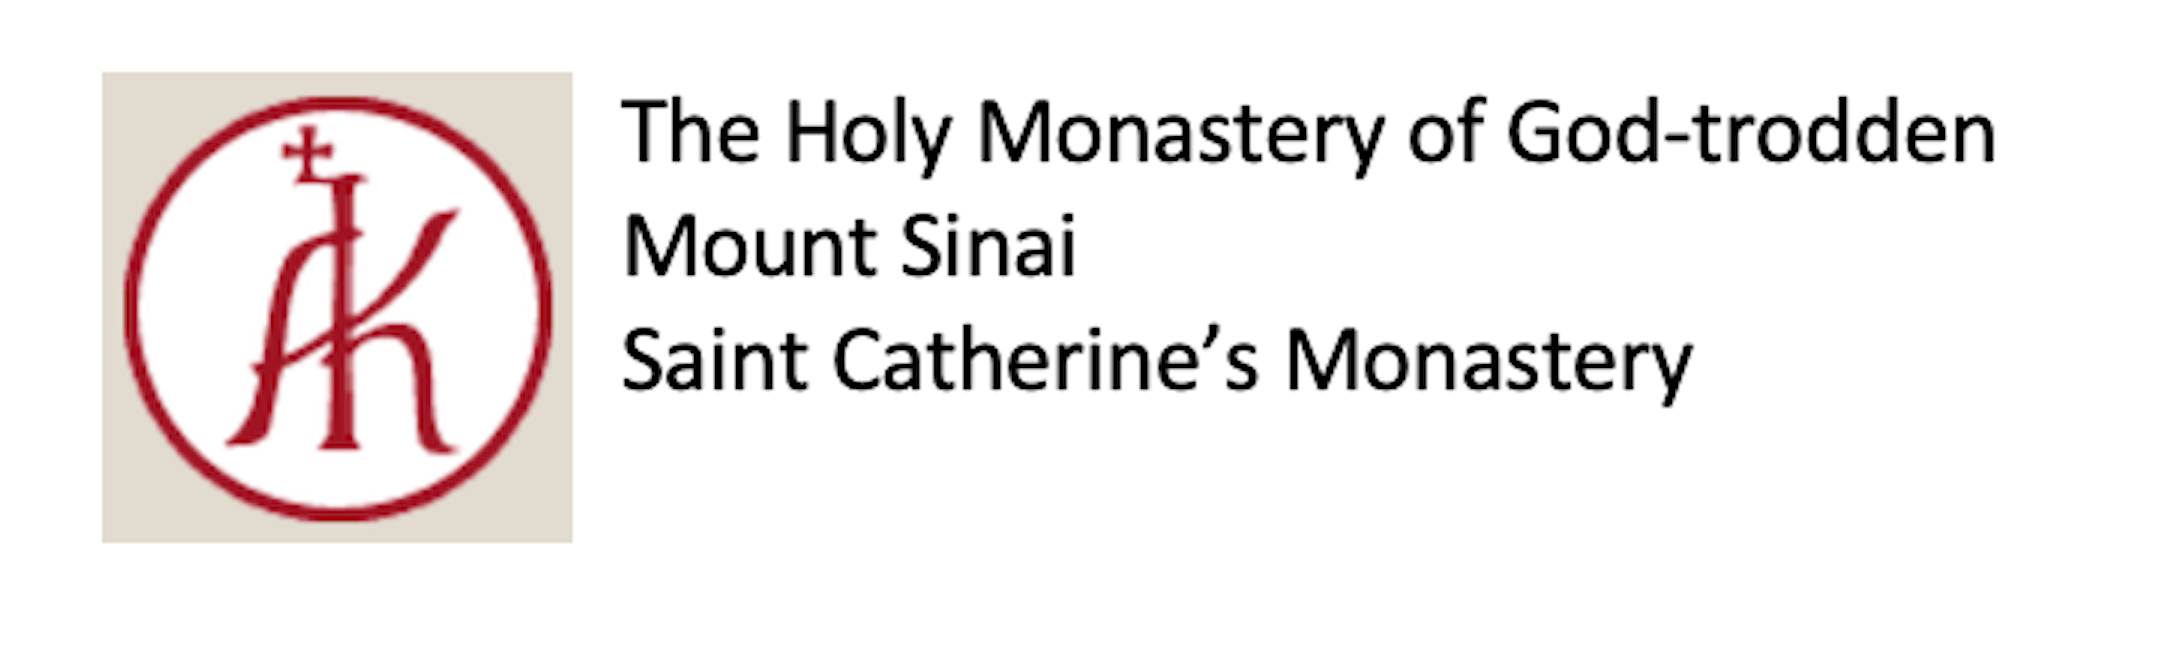 The Holy Monastery of God-trodden
Mount Sinai
Saint Catherine’s Monastery